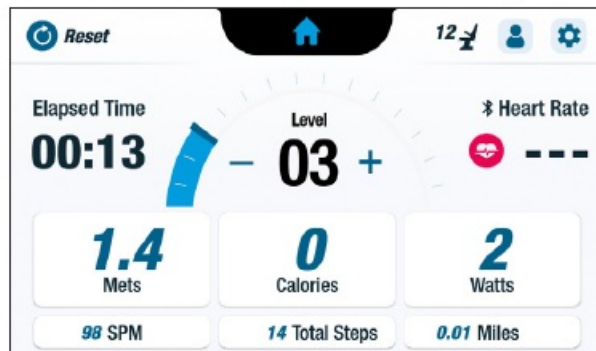 Reset
12
Elapsed Time
Level
Heart Rate
00:13
− 03 +
---
1.4
0
2
Mets
Calories
Watts
98 SPM
14 Total Steps
0.01 Miles